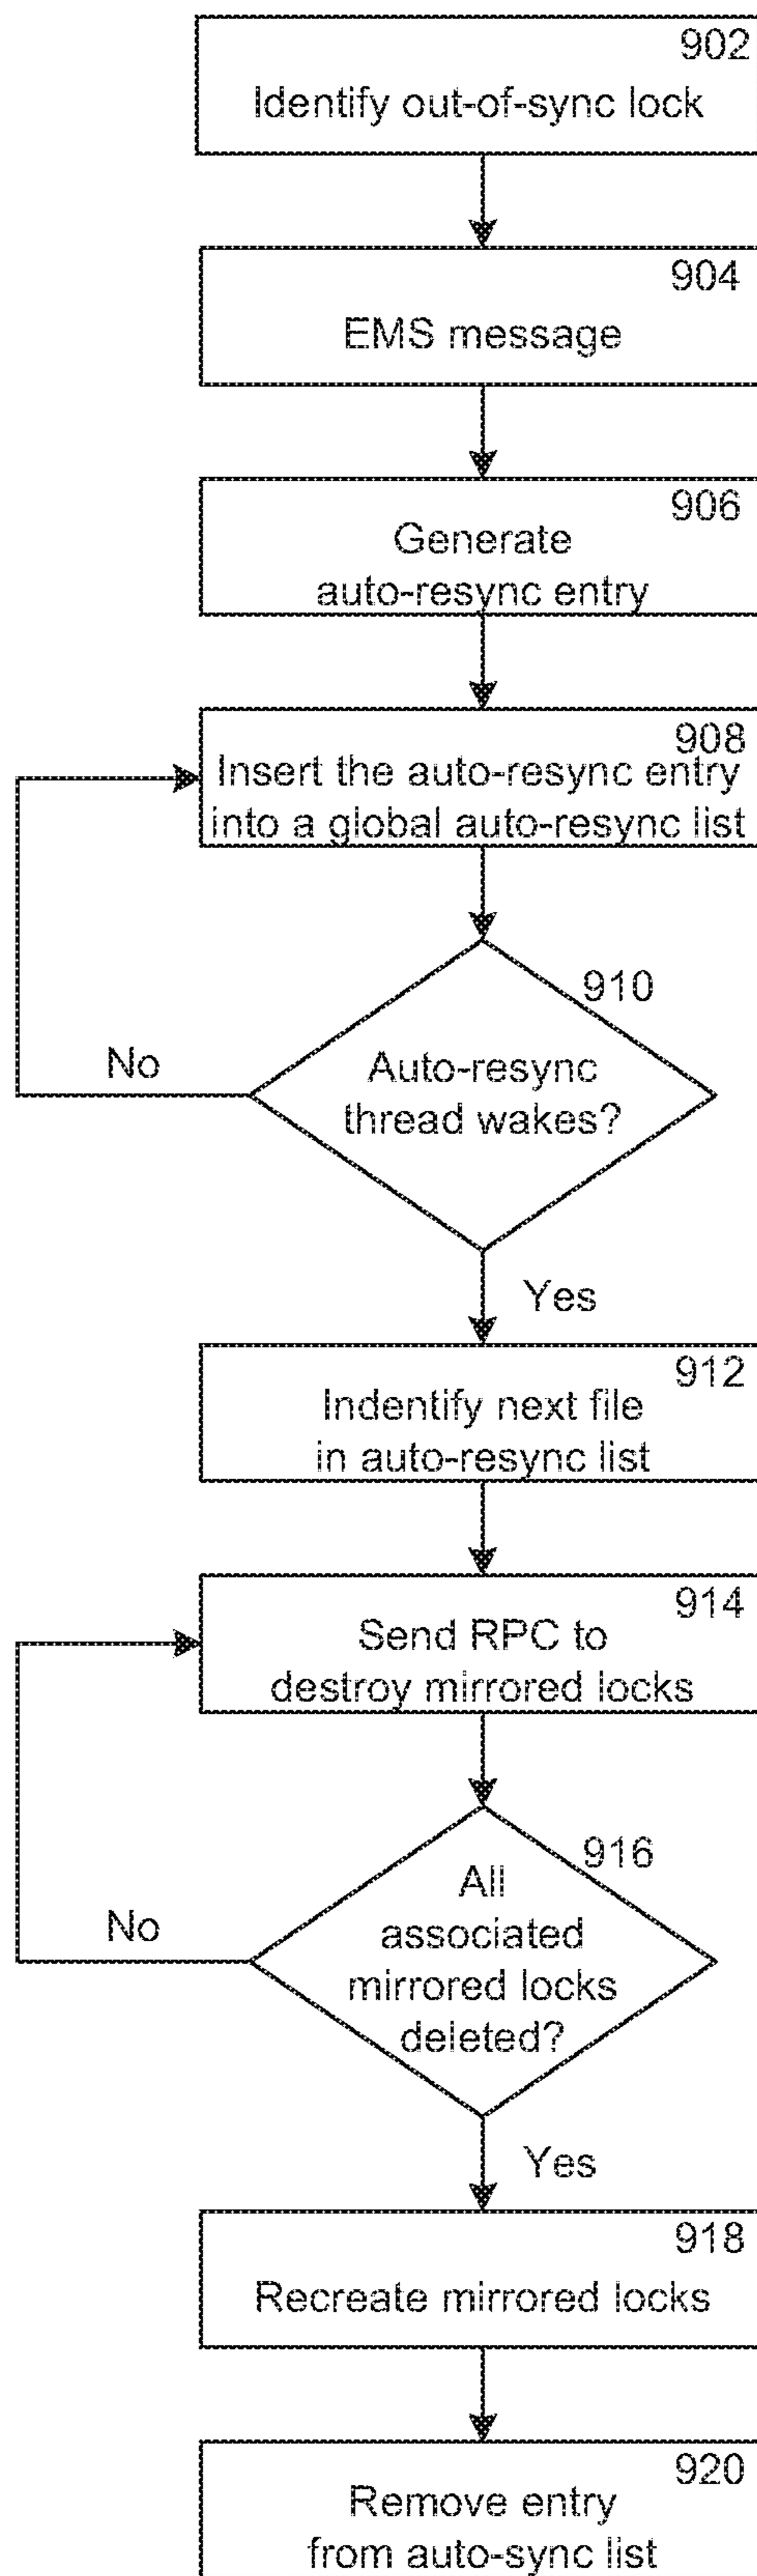 902
Identify out-of-sync lock
904
EMS message
906
Generate
auto-resync entry
908
Insert the auto-resync entry
into a global auto-resync list
910
Auto-resync
thread wakes?
No
Yes
912
Indentify next file
in auto-resync list
914
Send RPC to
destroy mirrored locks
916
All
associated
mirrored locks
deleted?
No
Yes
918
Recreate mirrored locks
920
Remove entry
from auto-sync list